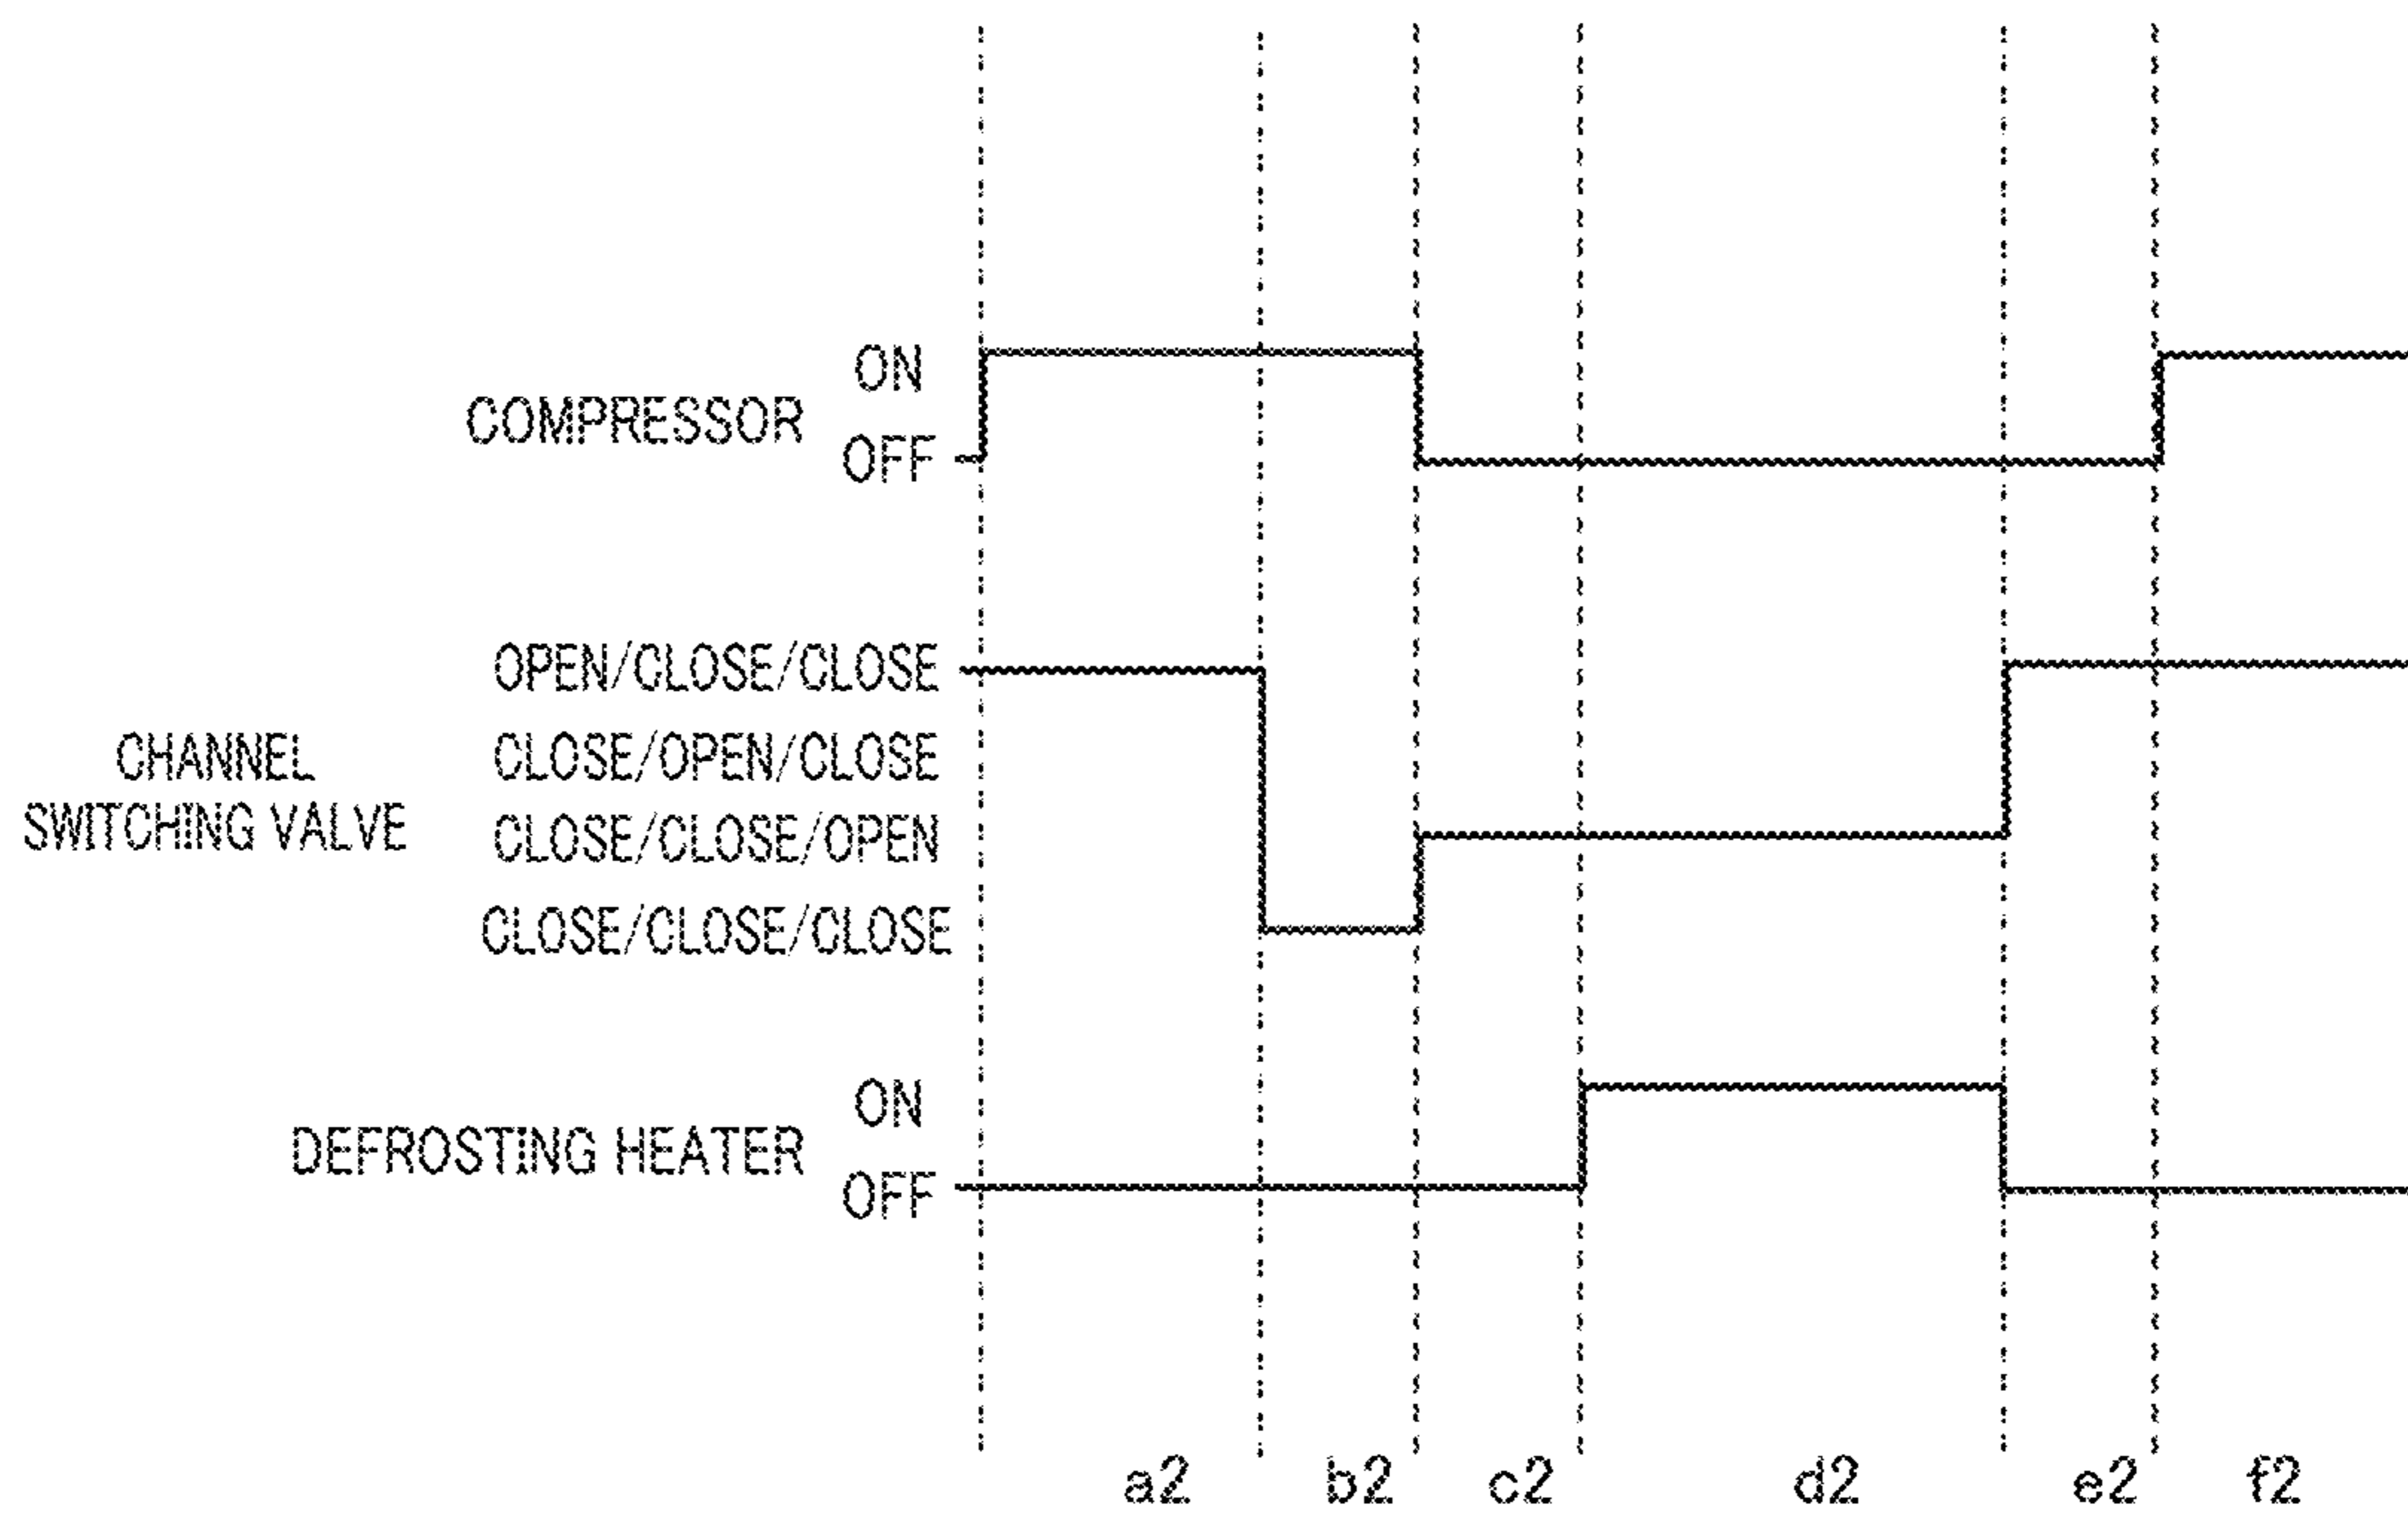 ON
COMPRESSOR
OFF
OPEN/CLOSE/CLOSE
CHANNEL
SWITCHING VALVE
CLOSE/OPEN/CLOSE
CLOSE/CLOSE/OPEN
CLOSE/CLOSE/CLOSE
ON
DEFROSTING HEATER
OFF
a2 b2 c2 d2 e2 f2